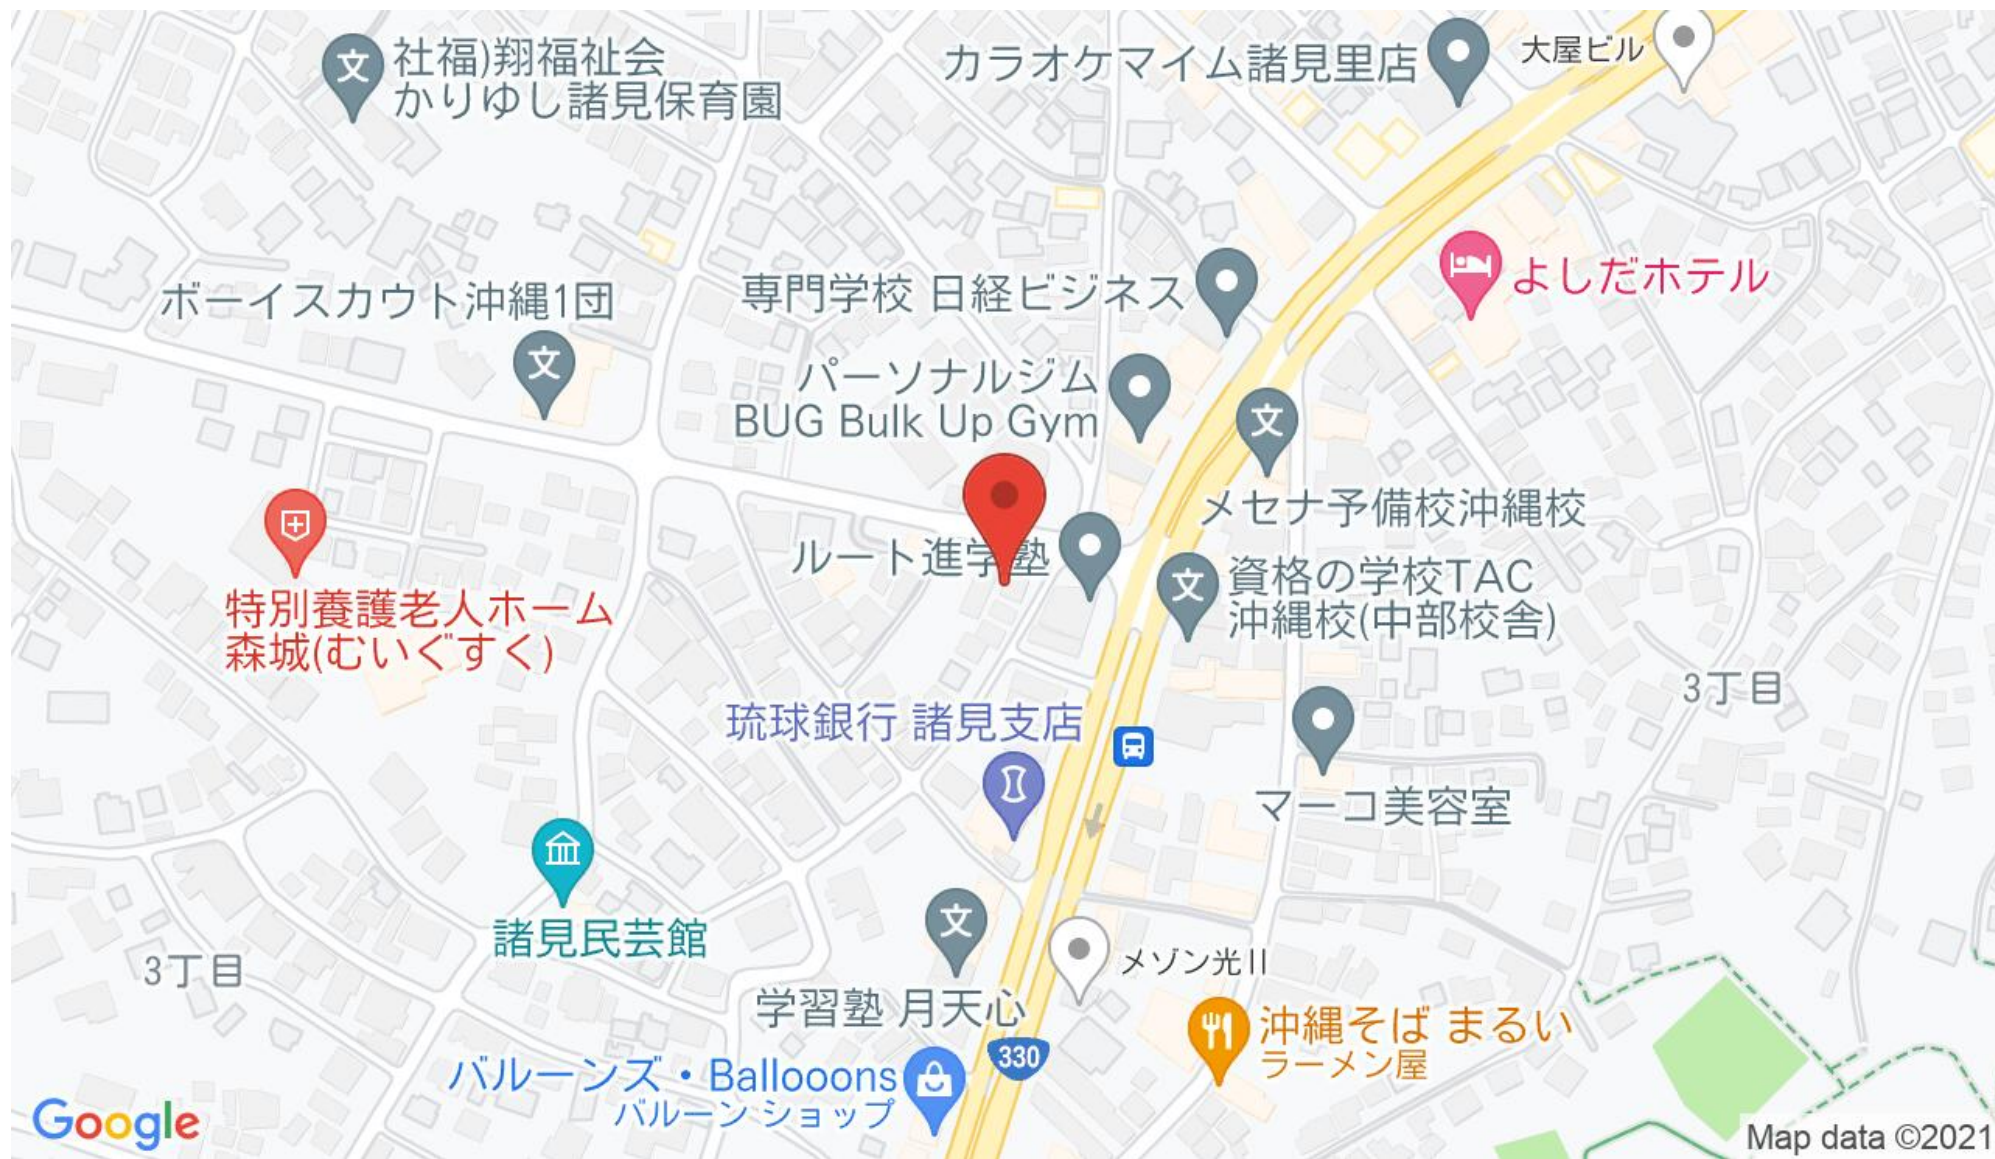 社福)翔福祉会
かりゆし諸見保育園
カラオケマイム諸見里店
大屋ビル
ボーイスカウト沖縄1団
専門学校 日経ビジネス
よしだホテル
パーソナルジム
BUG Bulk Up Gym
メセナ予備校沖縄校
ルート進学塾
資格の学校TAC
沖縄校(中部校舎)
特別養護老人ホーム
森城(むいぐすく)
3丁目
琉球銀行 諸見支店
マーコ美容室
諸見民芸館
3丁目
メゾン光II
学習塾 月天心
沖縄そば まるい
ラーメン屋
330
バルーンズ・Ballooons
バルーン ショップ
Google
Map data ©2021